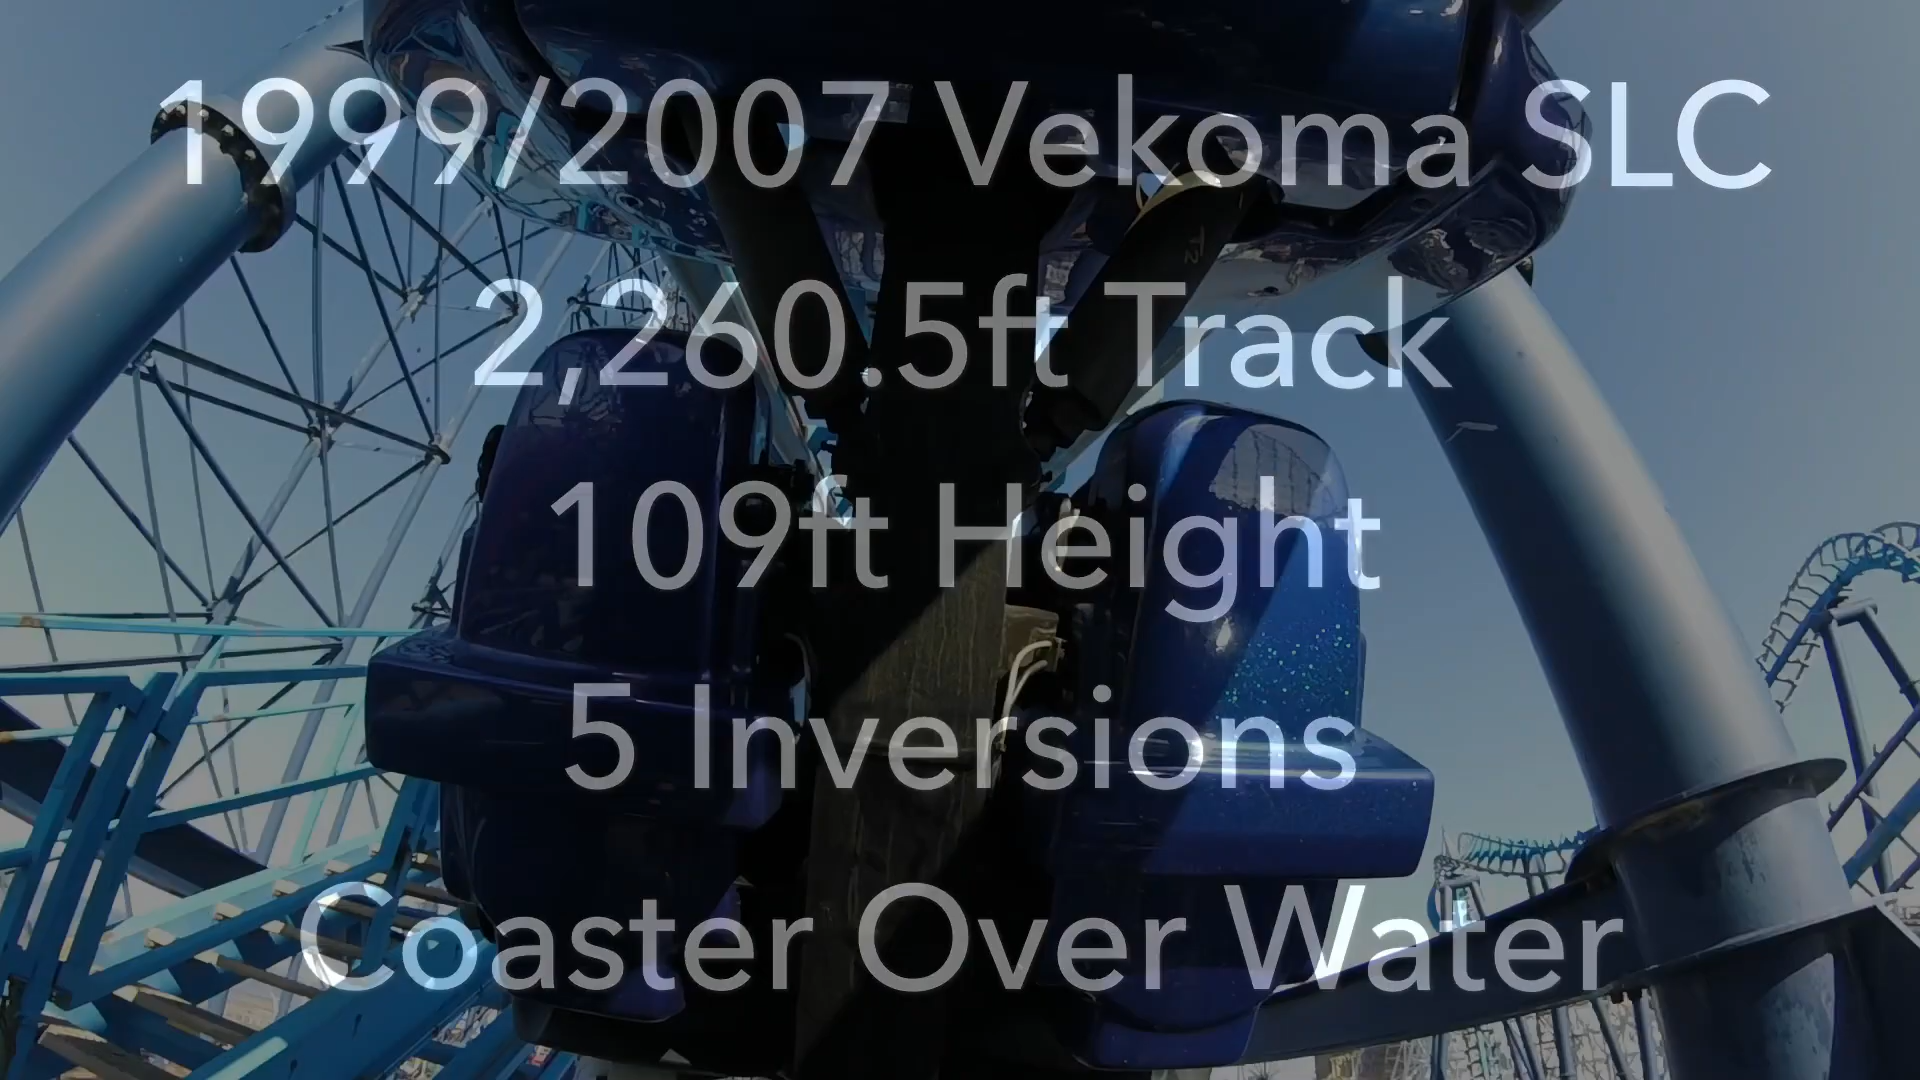 1999/2007 Vekoma SLC
2,260.5ft Track
109ft Height
5 Inversions
Coaster Over Water